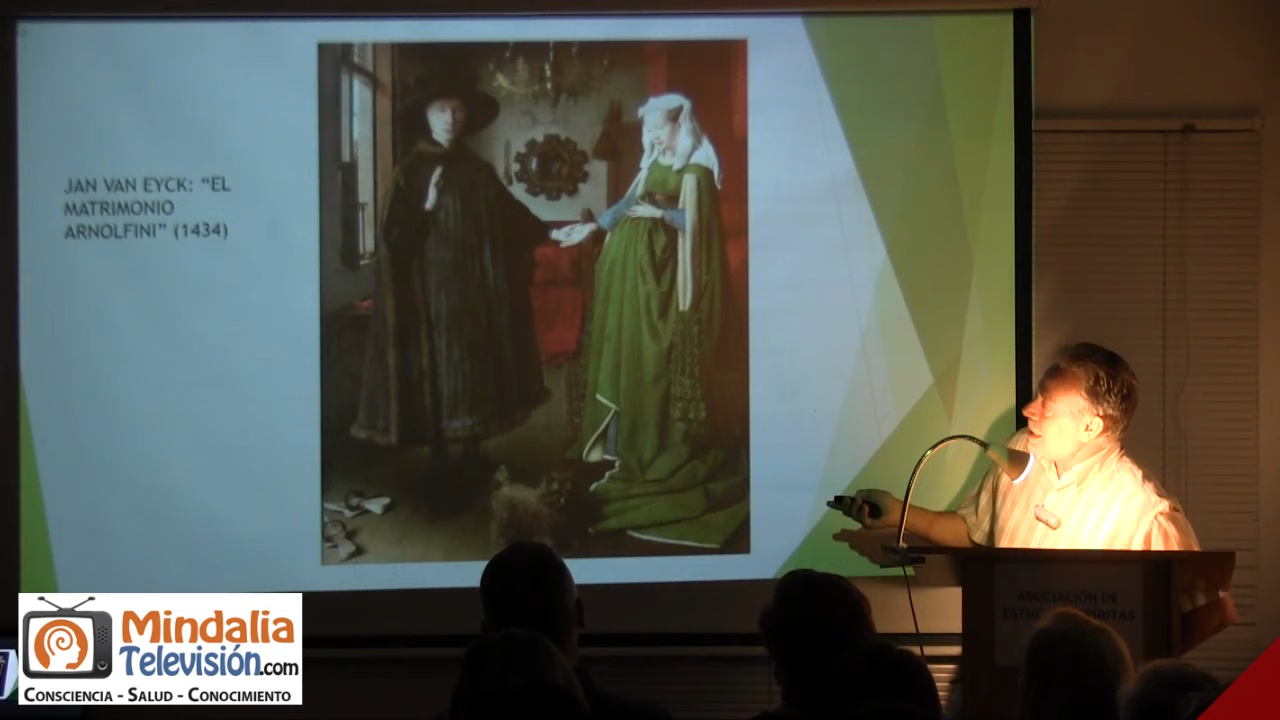 JAN VAN EYCK: “EL
MATRIMONIO
ARNOLFINI” (1434)
ASOCIACIÓN DE
Mindalia
Televisión.com
CONSCIENCIA - SALUD - CONOCIMIENTO